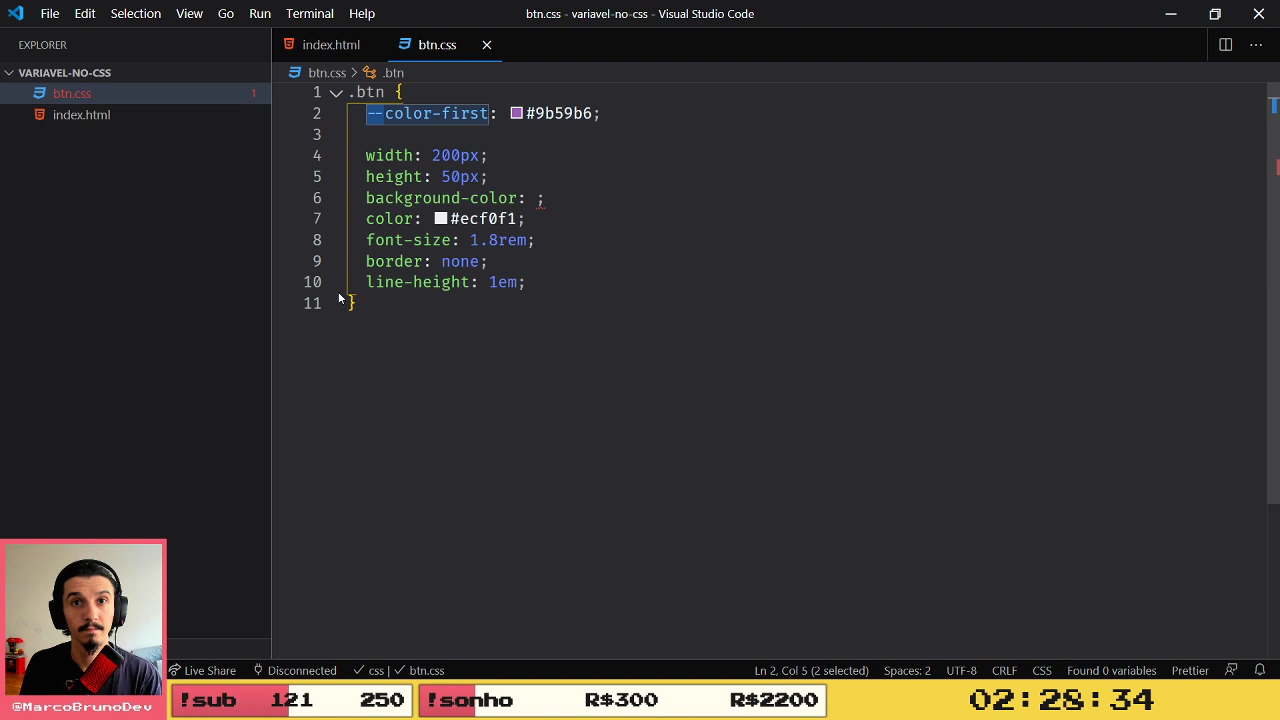 File Edit Selection View Go Run Terminal Help
btn.css - variavel-no-css - Visual Studio Code
EXPLORER
VARIAVEL-NO-CSS
btn.css 1
index.html
index.html btn.css
btn.css > .btn
1 .btn {
2 --color-first: #9b59b6;
3
4 width: 200px;
5 height: 50px;
6 background-color: ;
7 color: #ecf0f1;
8 font-size: 1.8rem;
9 border: none;
10 line-height: 1em;
11 }
Live Share Disconnected css | btn.css Ln 2, Col 5 (2 selected) Spaces: 2 UTF-8 CRLF CSS Found 0 variables Prettier
@MarcoBrunoDev
!sub 121 250 !sonho R$300 R$2200 02:28:34